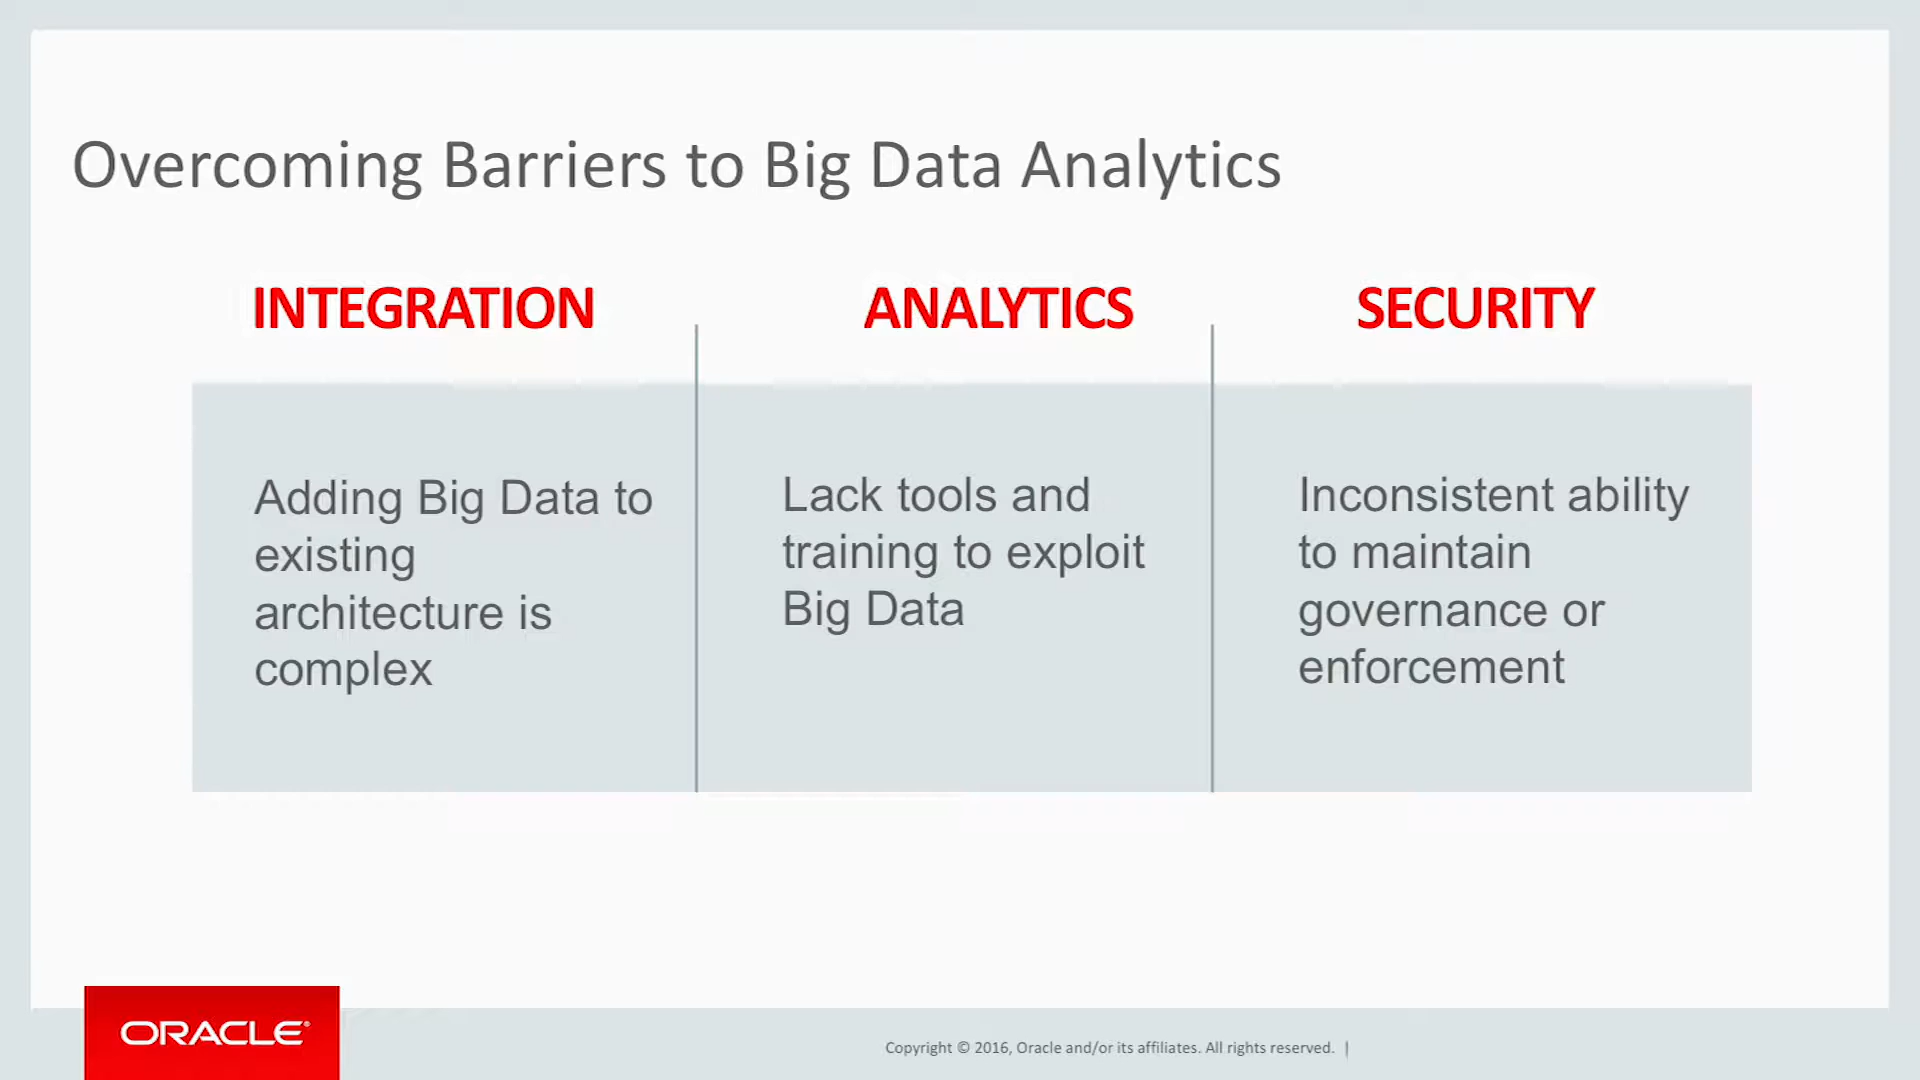 Overcoming Barriers to Big Data Analytics
INTEGRATION
Adding Big Data to
existing
architecture is
complex
ANALYTICS
Lack tools and
training to exploit
Big Data
SECURITY
Inconsistent ability
to maintain
governance or
enforcement
ORACLE®
Copyright © 2016, Oracle and/or its affiliates. All rights reserved. |